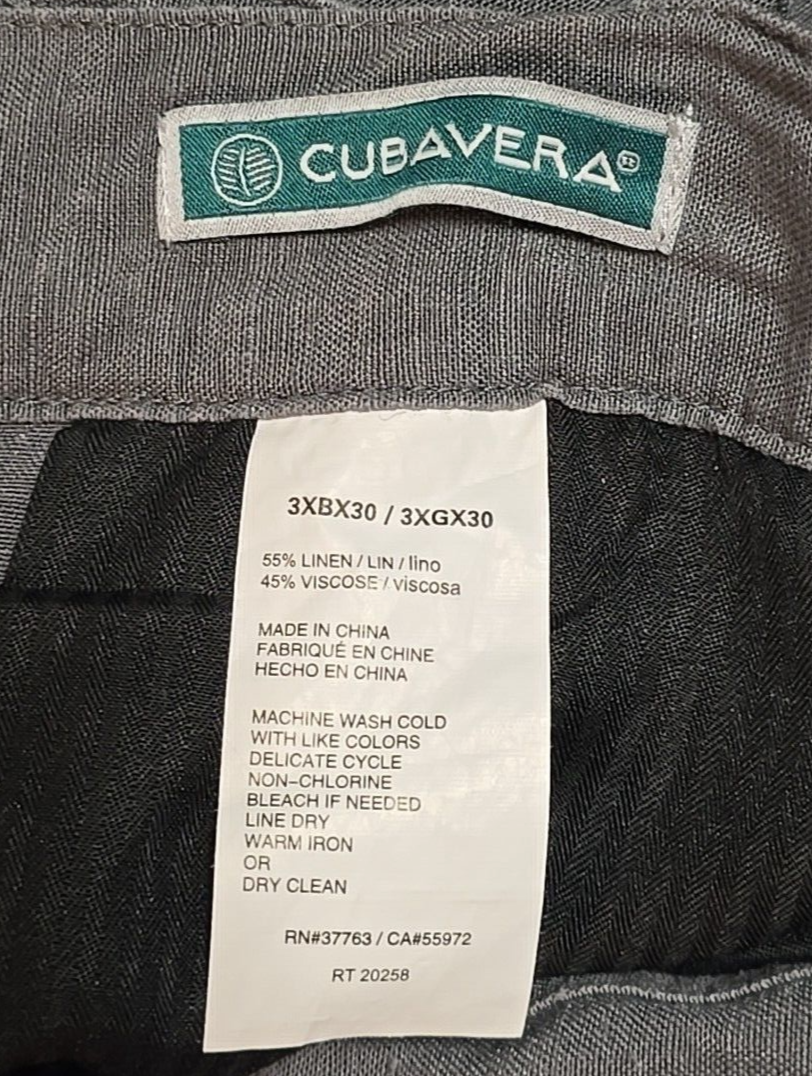 CUBAVERA®
3XBX30 / 3XGX30
55% LINEN / LIN / lino
45% VISCOSE / viscosa
MADE IN CHINA
FABRIQUÉ EN CHINE
HECHO EN CHINA
MACHINE WASH COLD
WITH LIKE COLORS
DELICATE CYCLE
NON-CHLORINE
BLEACH IF NEEDED
LINE DRY
WARM IRON
OR
DRY CLEAN
RN#37763 / CA#55972
RT 20258